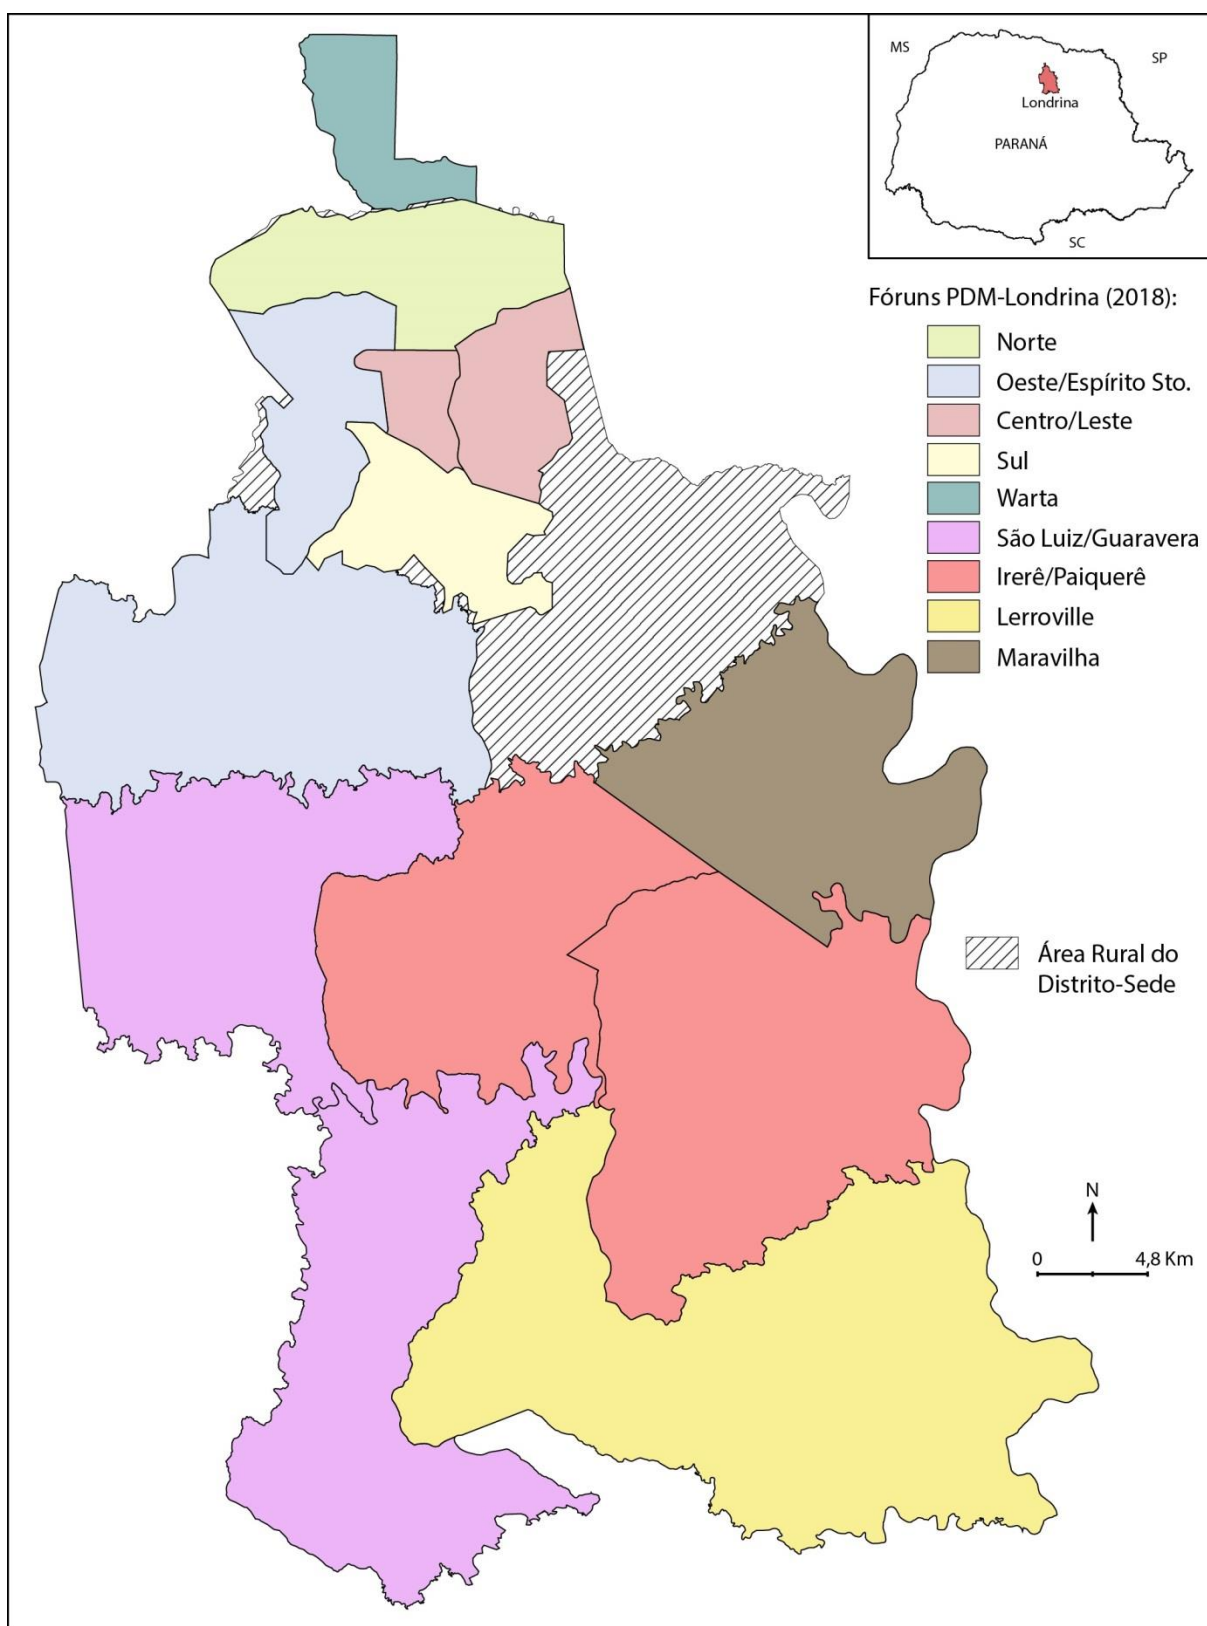 MS
SP
Londrina
PARANÁ
SC
Fóruns PDM-Londrina (2018):
Norte
Oeste/Espírito Sto.
Centro/Leste
Sul
Warta
São Luiz/Guaravera
Irerê/Paiquerê
Lerroville
Maravilha
Área Rural do
Distrito-Sede
N
0 4,8 Km